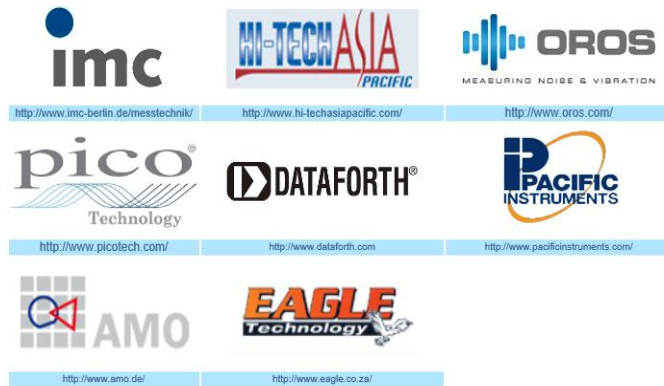 imc
HI-TECH ASIA
PACIFIC
OROS
MEASURING NOISE & VIBRATION
http://www.imc-berlin.de/messtechnik/
http://www.hi-techasiapacific.com/
http://www.oros.com/
pico®
Technology
DATAFORTH®
PACIFIC
INSTRUMENTS
http://www.picotech.com/
http://www.dataforth.com
http://www.pacificinstruments.com/
AMO
EAGLE
Technology
http://www.amo.de/
http://www.eagle.co.za/